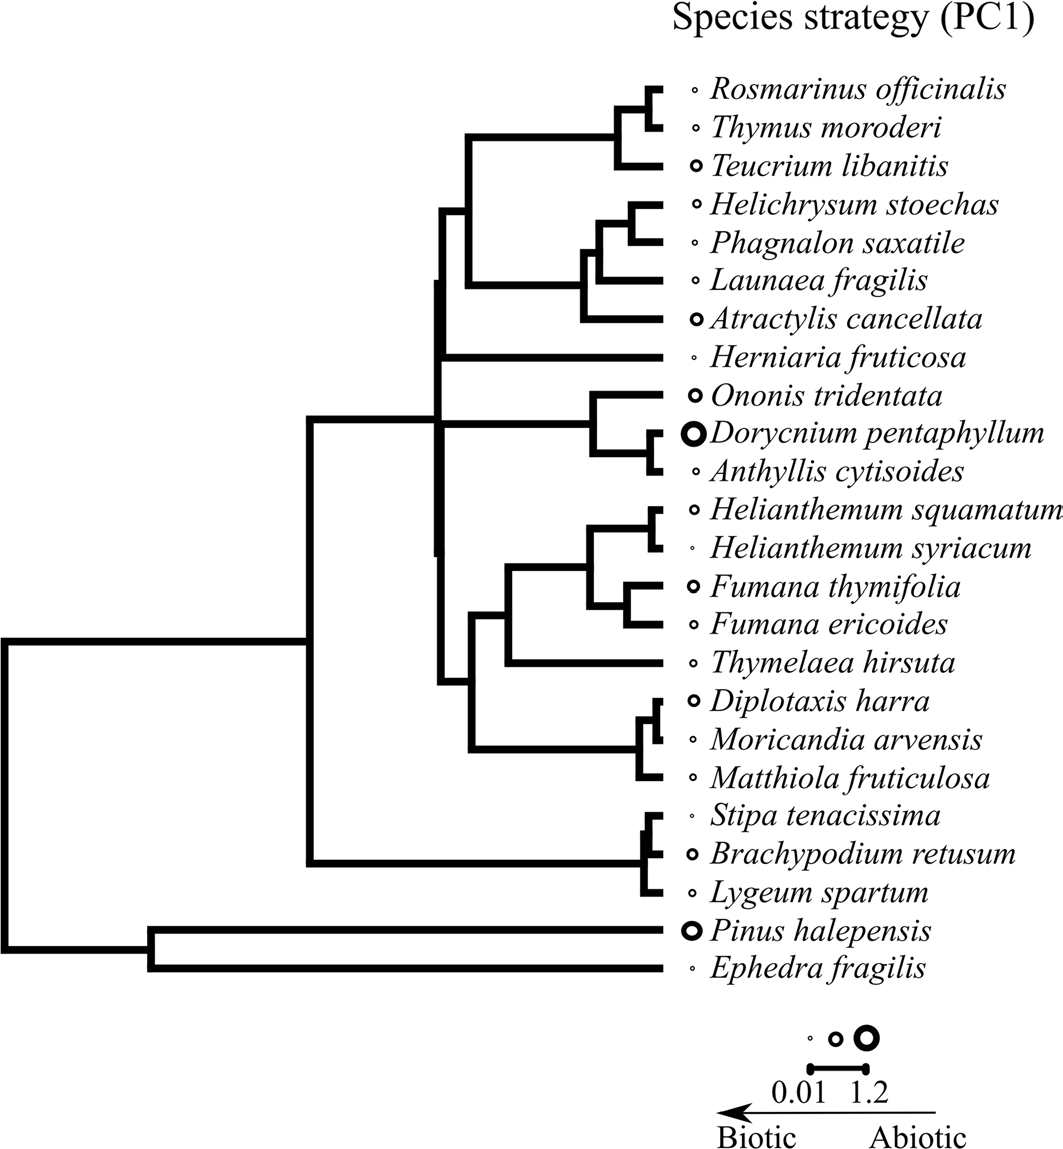 Species strategy (PC1)
Rosmarinus officinalis
Thymus moroderi
Teucrium libanitis
Helichrysum stoechas
Phagnalon saxatile
Launaea fragilis
Atractylis cancellata
Herniaria fruticosa
Ononis tridentata
Dorycnium pentaphyllum
Anthyllis cytisoides
Helianthemum squamatum
Helianthemum syriacum
Fumana thymifolia
Fumana ericoides
Thymelaea hirsuta
Diplotaxis harra
Moricandia arvensis
Matthiola fruticulosa
Stipa tenacissima
Brachypodium retusum
Lygeum spartum
Pinus halepensis
Ephedra fragilis
0.01 1.2
Biotic Abiotic